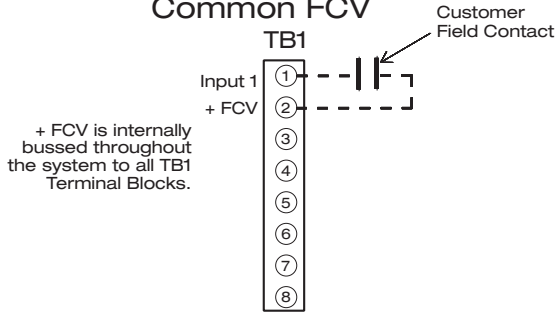 Common FCV
Customer
Field Contact
TB1
Input 1
1
+ FCV
2
+ FCV is internally
bussed throughout
the system to all TB1
Terminal Blocks.
3
4
5
6
7
8